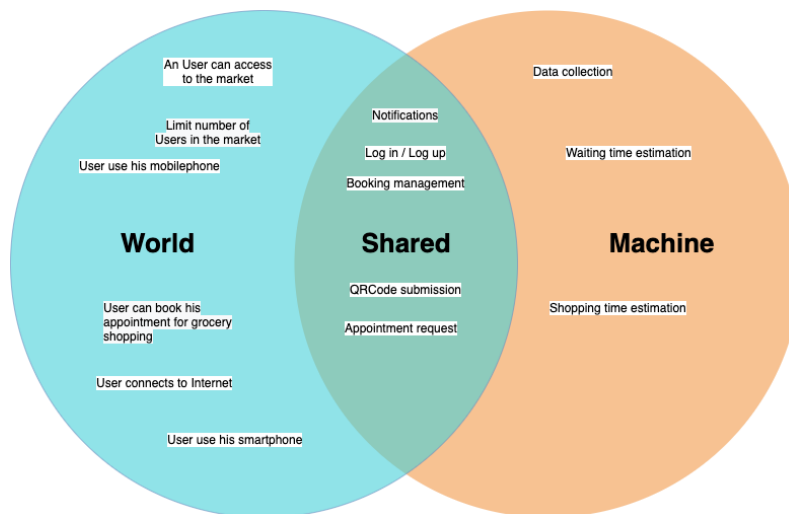 An User can access
to the market
Limit number of
Users in the market
User use his mobilephone
World
User can book his
appointment for grocery
shopping
User connects to Internet
User use his smartphone
Notifications
Log in / Log up
Booking management
Shared
QRCode submission
Appointment request
Data collection
Waiting time estimation
Machine
Shopping time estimation